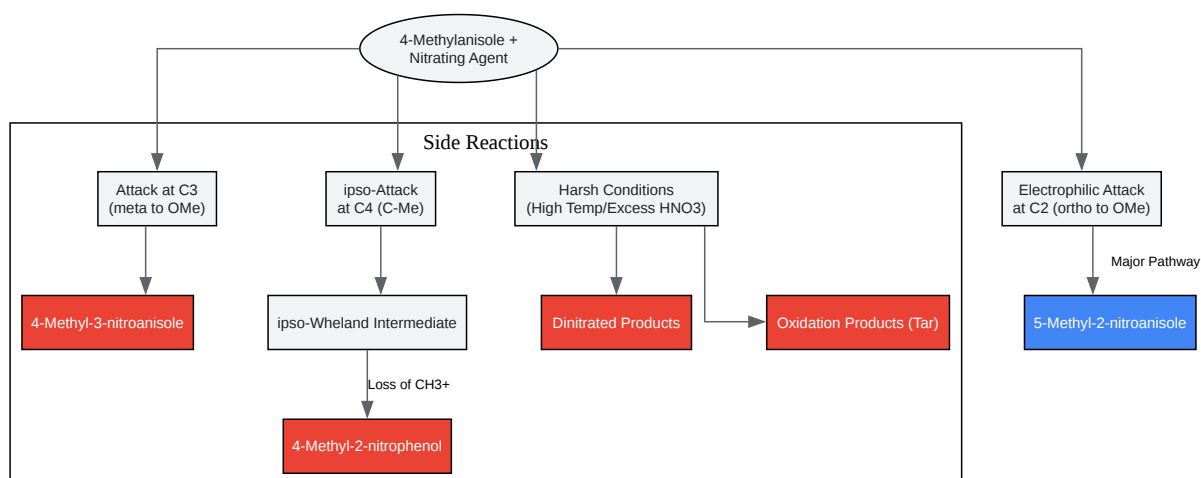 4-Methylanisole +
Nitrating Agent
Side Reactions
Attack at C3
(meta to OMe)
ipso-Attack
at C4 (C-Me)
Harsh Conditions
(High Temp/Excess HNO3)
Electrophilic Attack
at C2 (ortho to OMe)
Major Pathway
4-Methyl-3-nitroanisole
ipso-Wheland Intermediate
Dinitrated Products
Oxidation Products (Tar)
5-Methyl-2-nitroanisole
Loss of CH3+
4-Methyl-2-nitrophenol